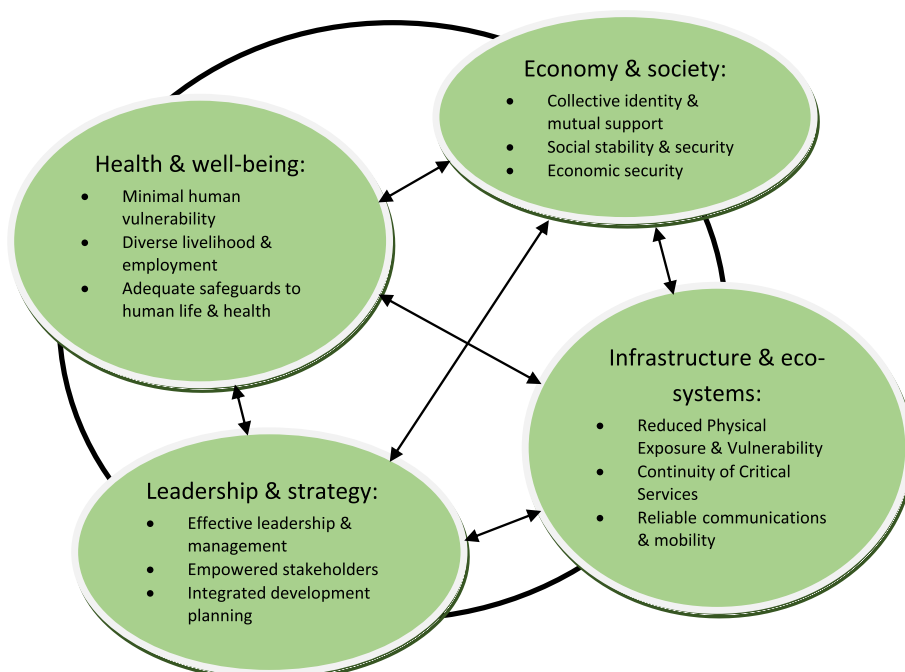 Economy & society:
• Collective identity &
mutual support
• Social stability & security
• Economic security
Health & well-being:
• Minimal human
vulnerability
• Diverse livelihood &
employment
• Adequate safeguards to
human life & health
Infrastructure & eco-
systems:
• Reduced Physical
Exposure & Vulnerability
• Continuity of Critical
Services
• Reliable communications
& mobility
Leadership & strategy:
• Effective leadership &
management
• Empowered stakeholders
• Integrated development
planning